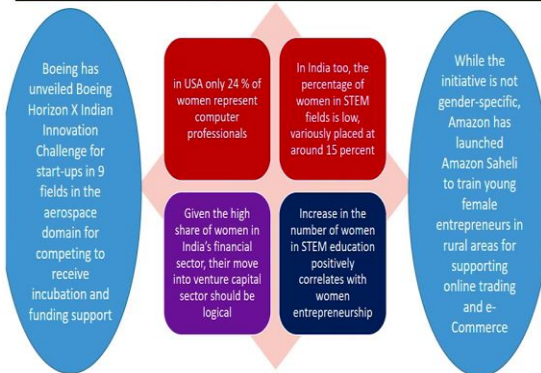 Boeing has
unveiled Boeing
Horizon X Indian
Innovation
Challenge for
start-ups in 9
fields in the
aerospace
domain for
competing to
receive
incubation and
funding support
in USA only 24 % of
women represent
computer
professionals
In India too, the
percentage of
women in STEM
fields is low,
variously placed at
around 15 percent
Given the high
share of women in
India's financial
sector, their move
into venture capital
sector should be
logical
Increase in the
number of women
in STEM education
positively
correlates with
women
entrepreneurship
While the
initiative is not
gender-specific,
Amazon has
launched
Amazon Saheli
to train young
female
entrepreneurs in
rural areas for
supporting
online trading
and e-
Commerce